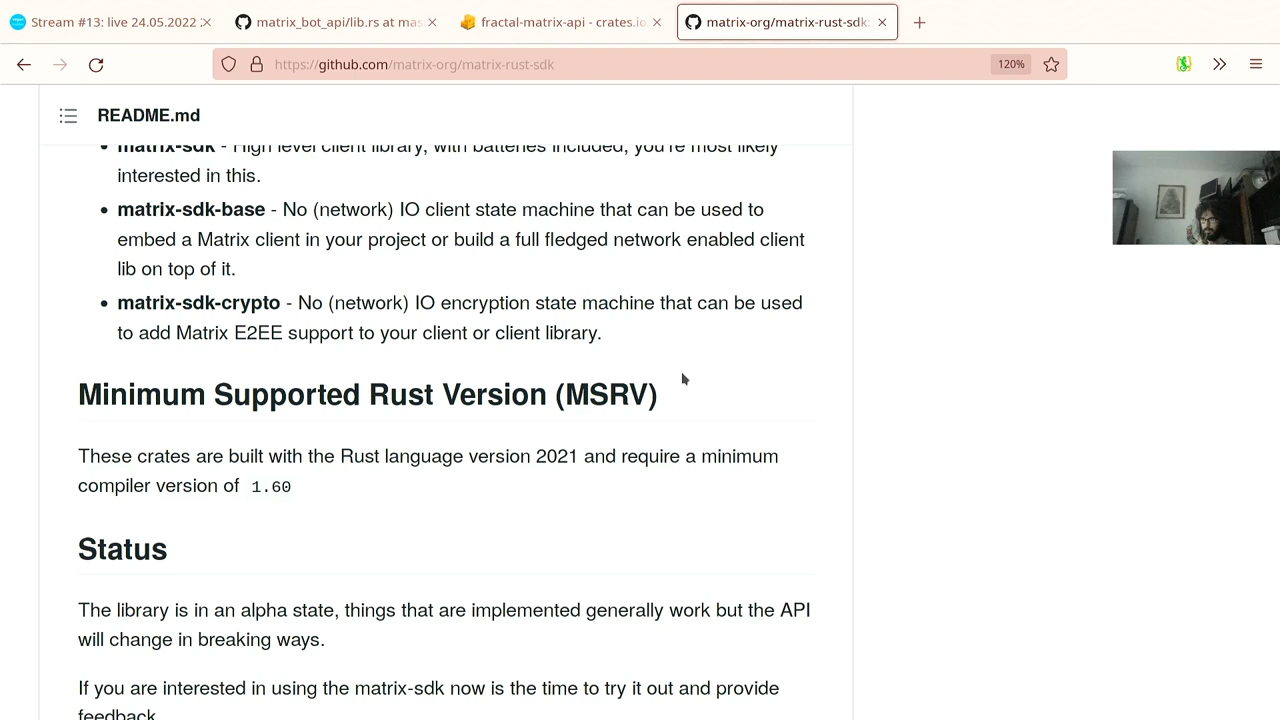 Stream #13: live 24.05.2022
matrix_bot_api/lib.rs at mas
fractal-matrix-api - crates.io
matrix-org/matrix-rust-sdk:
https://github.com/matrix-org/matrix-rust-sdk
120%
README.md
matrix-sdk - High level client library, with batteries included, you're most likely
interested in this.
matrix-sdk-base - No (network) IO client state machine that can be used to
embed a Matrix client in your project or build a full fledged network enabled client
lib on top of it.
matrix-sdk-crypto - No (network) IO encryption state machine that can be used
to add Matrix E2EE support to your client or client library.
Minimum Supported Rust Version (MSRV)
These crates are built with the Rust language version 2021 and require a minimum
compiler version of 1.60
Status
The library is in an alpha state, things that are implemented generally work but the API
will change in breaking ways.
If you are interested in using the matrix-sdk now is the time to try it out and provide
feedback